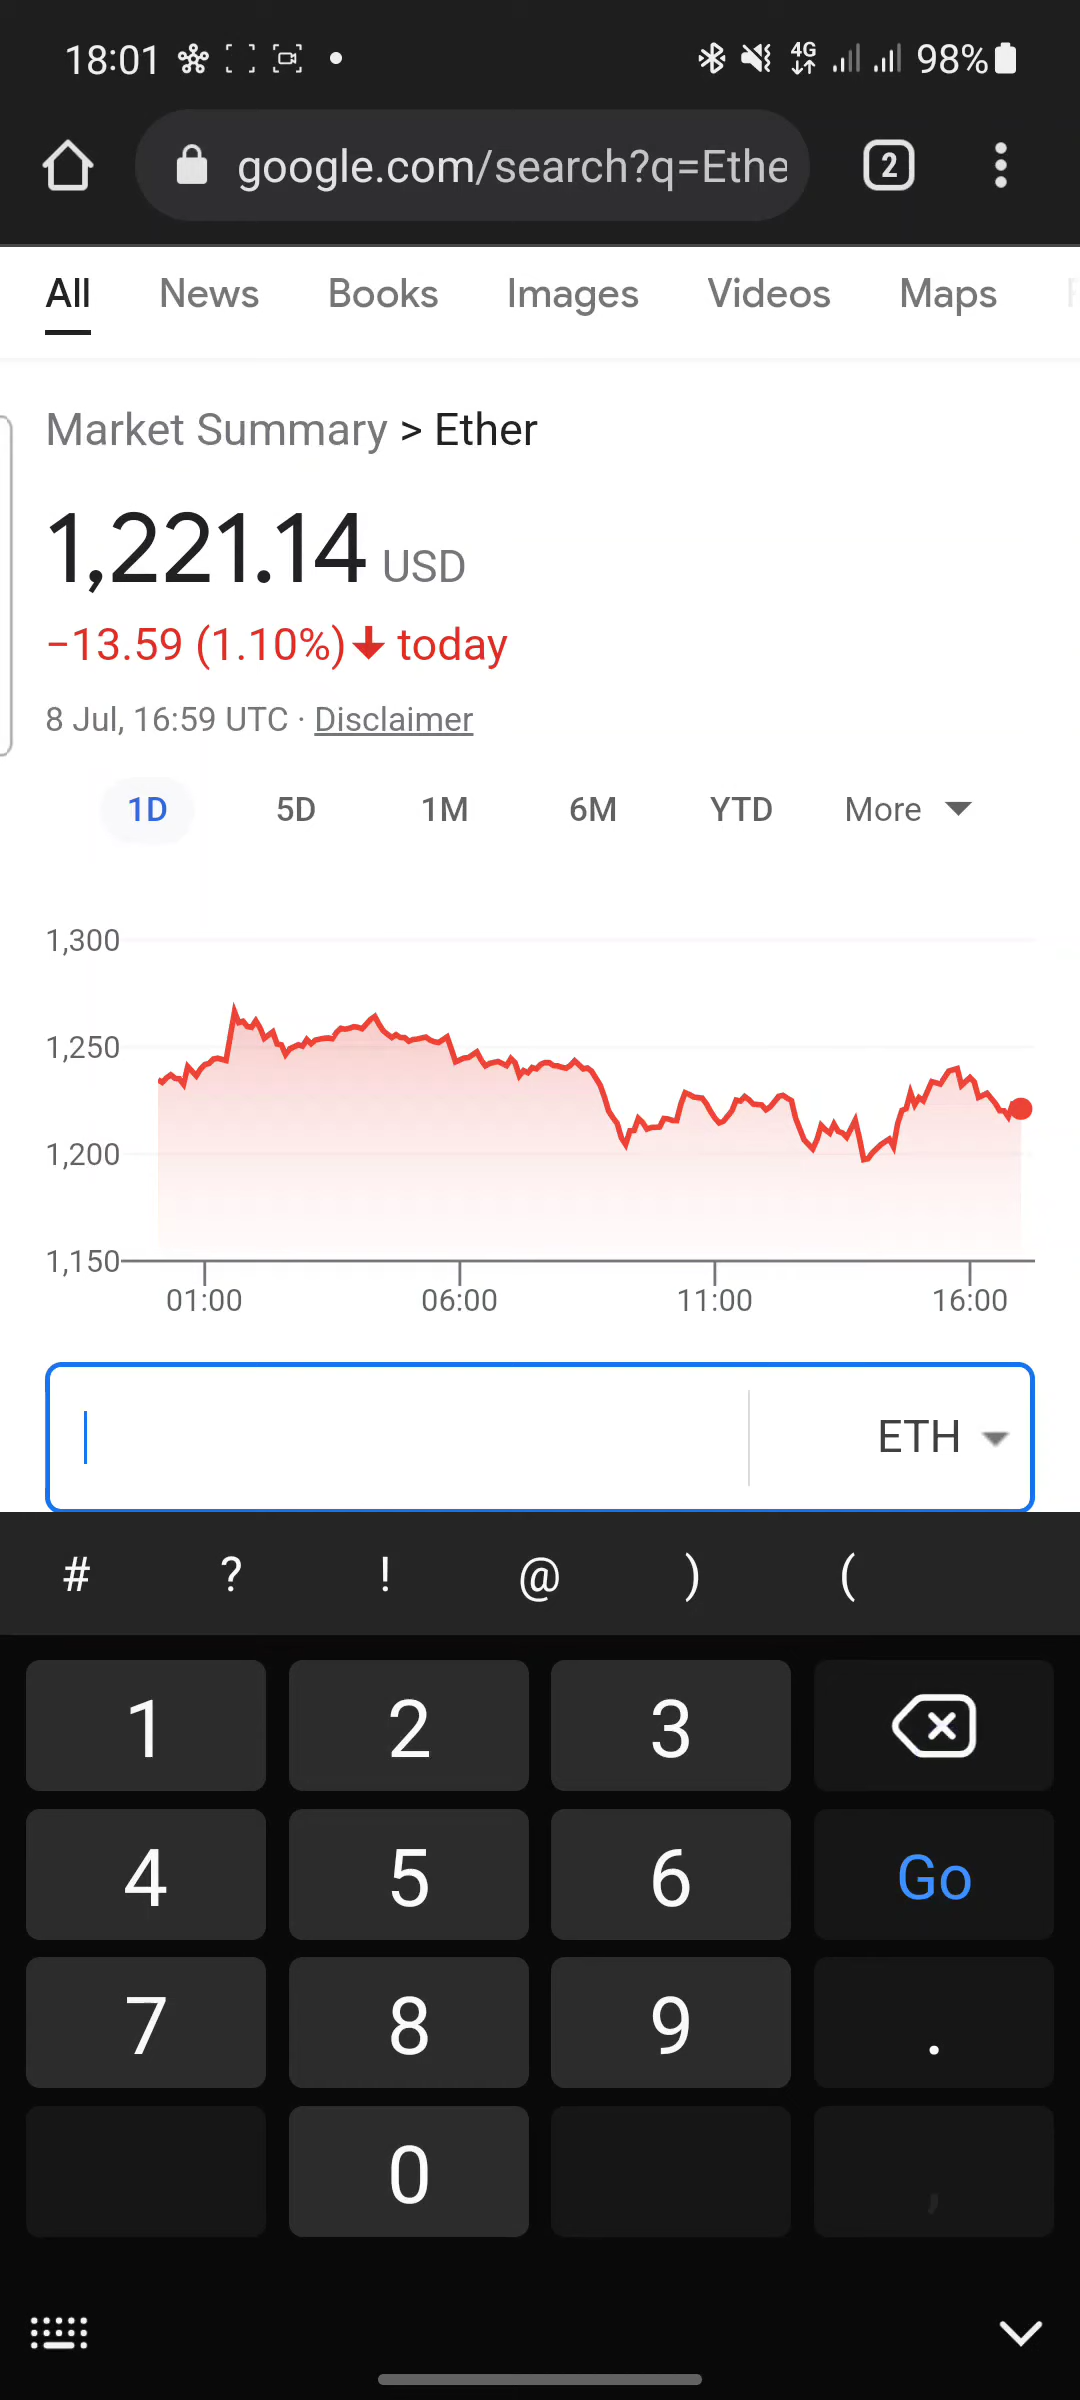 18:01 4G 98%
google.com/search?q=Ethe 2
All News Books Images Videos Maps
Market Summary > Ether
1,221.14 USD
−13.59 (1.10%) today
8 Jul, 16:59 UTC · Disclaimer
1D 5D 1M 6M YTD More
1,300
1,250
1,200
1,150
01:00 06:00 11:00 16:00
ETH
# ? ! @ ) (
1 2 3
4 5 6 Go
7 8 9 .
0 ,